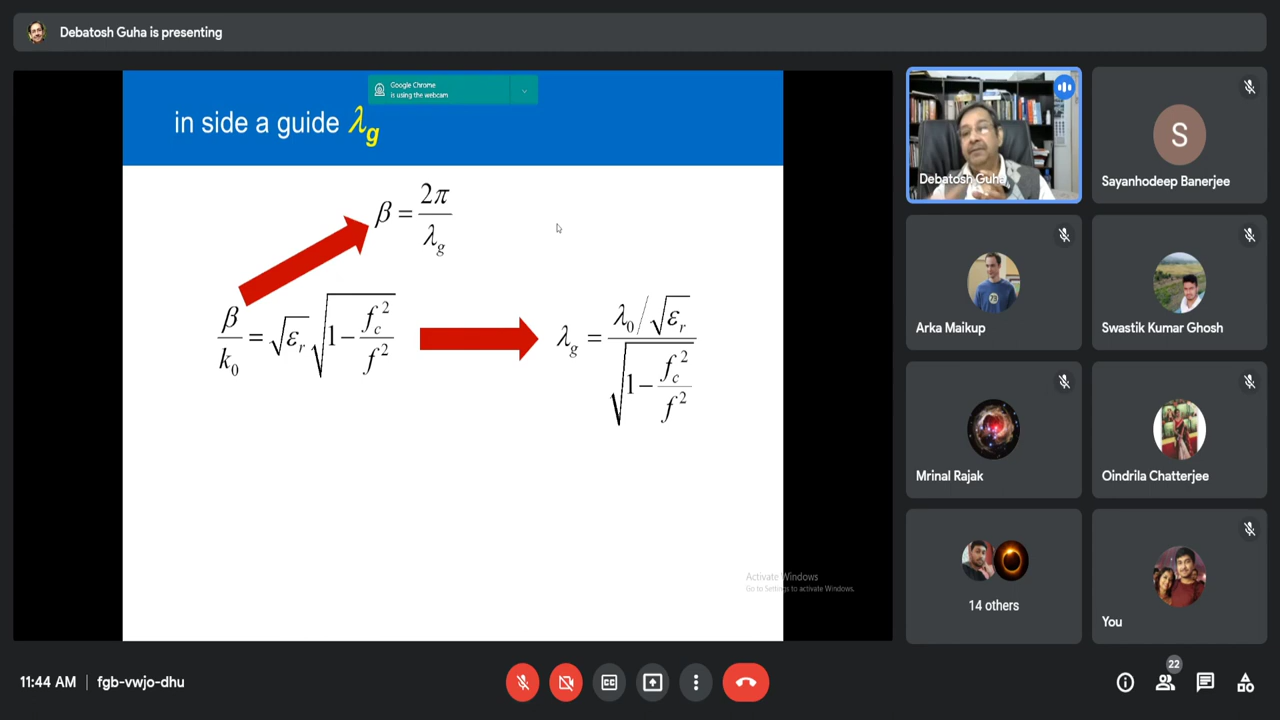 Debatosh Guha is presenting
Google Chrome
is using the webcam
in side a guide λg
β = 2π / λg
β / k0 = √εr √(1 − fc² / f²)
λg = (λ0 / √εr) / √(1 − fc² / f²)
Activate Windows
Go to Settings to activate Windows.
Debatosh Guha
S
Sayanhodeep Banerjee
Arka Maikup
Swastik Kumar Ghosh
Mrinal Rajak
Oindrila Chatterjee
14 others
You
11:44 AM | fgb-vwjo-dhu
CC
22